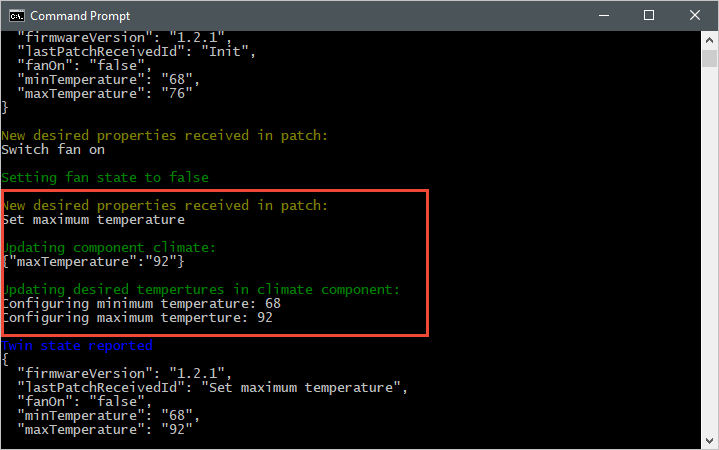 Command Prompt
"firmwareVersion": "1.2.1",
"lastPatchReceivedId": "Init",
"fanOn": "false",
"minTemperature": "68",
"maxTemperature": "76"
}
New desired properties received in patch:
Switch fan on
Setting fan state to false
New desired properties received in patch:
Set maximum temperature
Updating component climate:
{"maxTemperature":"92"}
Updating desired tempertures in climate component:
Configuring minimum temperature: 68
Configuring maximum temperture: 92
Twin state reported
{
"firmwareVersion": "1.2.1",
"lastPatchReceivedId": "Set maximum temperature",
"fanOn": "false",
"minTemperature": "68",
"maxTemperature": "92"